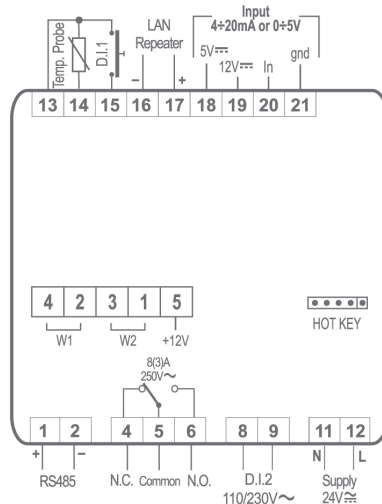 Input
4÷20mA or 0÷5V
LAN
Repeater
Temp. Probe
D.I.1
5V⎓
12V⎓
In
gnd
− +
13 14 15 16 17 18 19 20 21
4 2 3 1 5
W1 W2 +12V
HOT KEY
8(3)A
250V~
1 2 4 5 6 8 9 11 12
+ − N L
RS485 N.C. Common N.O. D.I.2 Supply
110/230V~ 24V≂